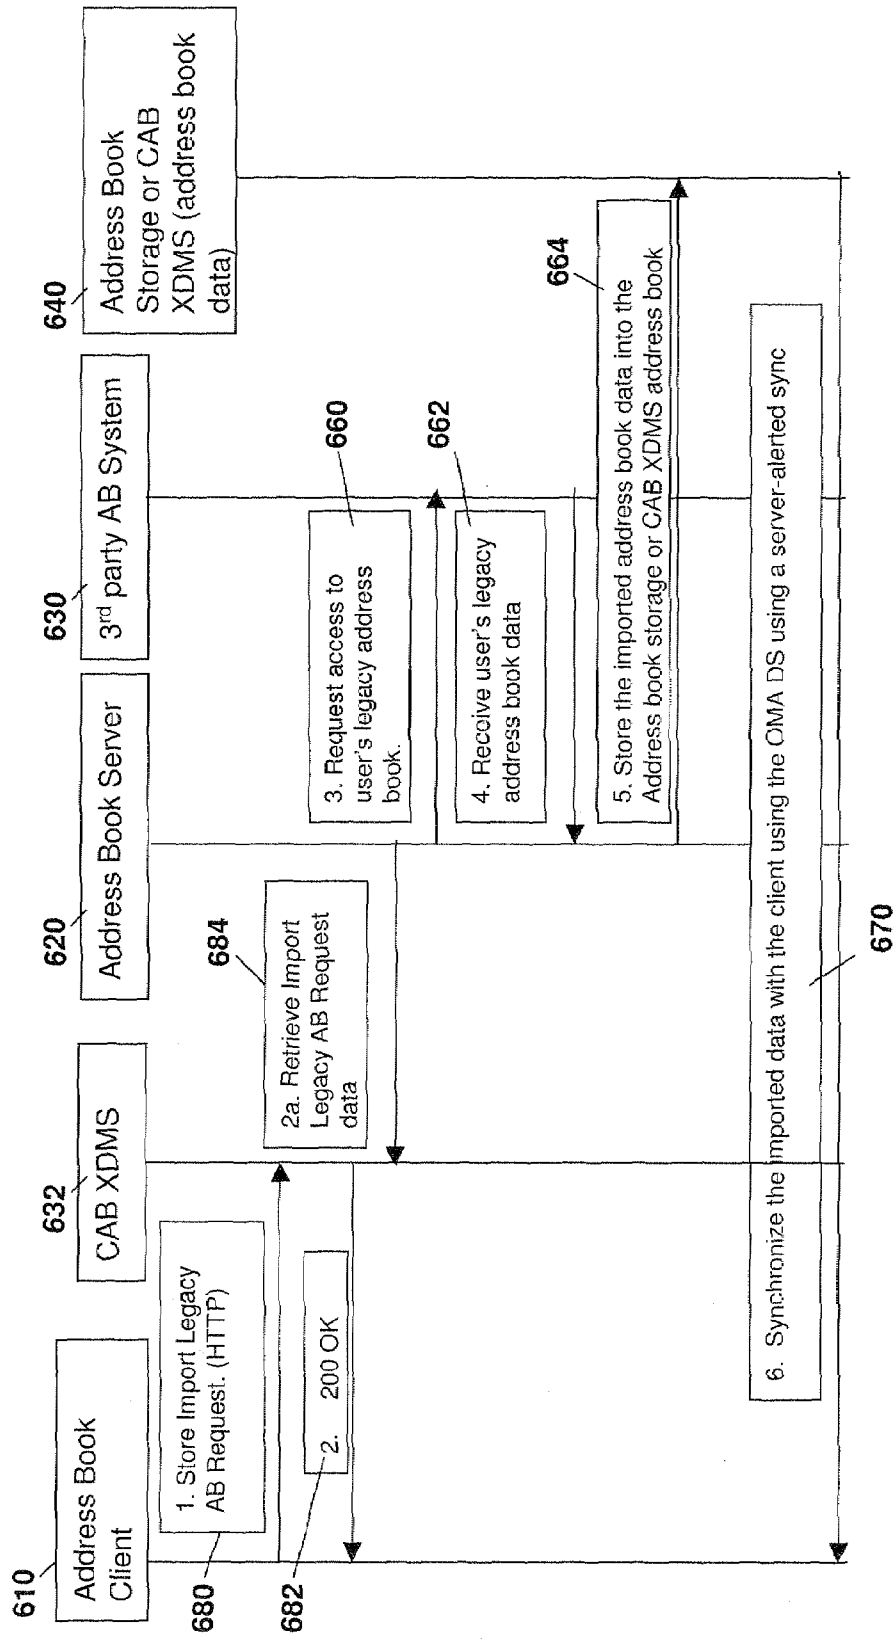 610
Address Book
Client
632
CAB XDMS
620
Address Book Server
630
3rd party AB System
640
Address Book
Storage or CAB
XDMS (address book
data)
680
1. Store Import Legacy
AB Request. (HTTP)
682
2. 200 OK
684
2a. Retrieve Import
Legacy AB Request
data
660
3. Request access to
user's legacy address
book.
662
4. Receive user's legacy
address book data
664
5. Store the imported address book data into the
Address book storage or CAB XDMS address book
6. Synchronize the imported data with the client using the OMA DS using a server-alerted sync
670